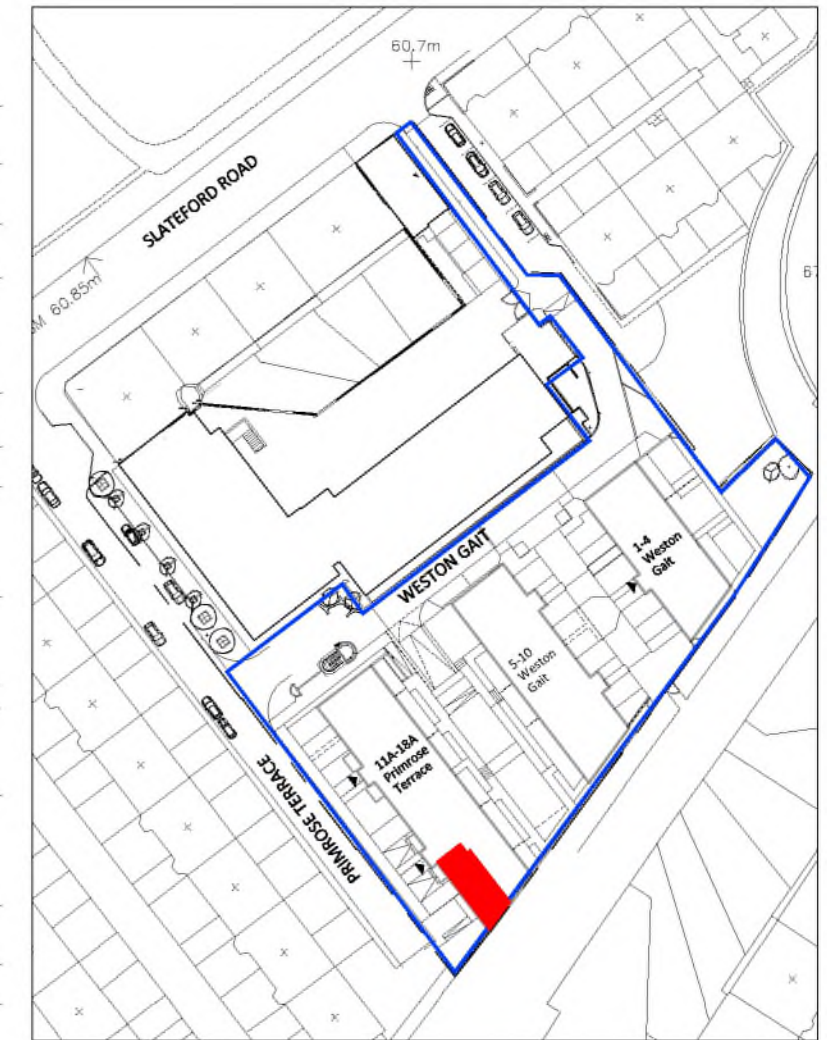 60.7m
SLATEFORD ROAD
60.85m
67
WESTON GAIT
1-4
Weston
Gait
5-10
Weston
Gait
11A-18A
Primrose
Terrace
PRIMROSE TERRACE